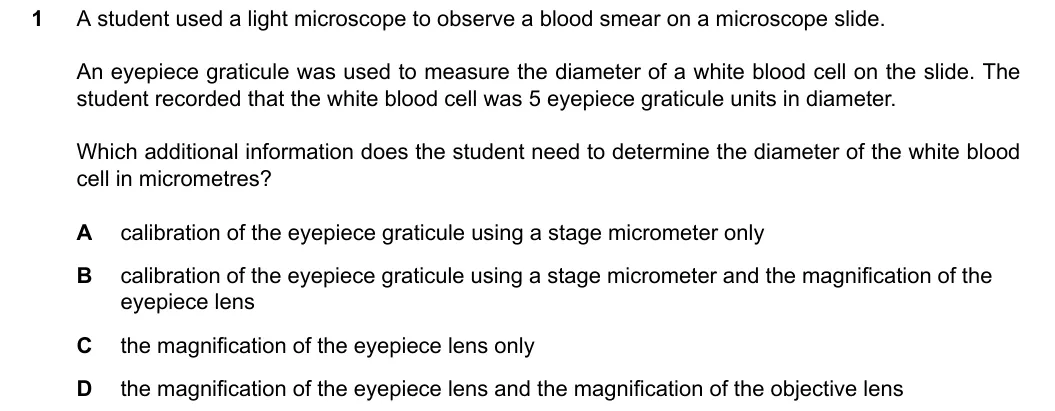 1 A student used a light microscope to observe a blood smear on a microscope slide.
An eyepiece graticule was used to measure the diameter of a white blood cell on the slide. The
student recorded that the white blood cell was 5 eyepiece graticule units in diameter.
Which additional information does the student need to determine the diameter of the white blood
cell in micrometres?
A calibration of the eyepiece graticule using a stage micrometer only
B calibration of the eyepiece graticule using a stage micrometer and the magnification of the
eyepiece lens
C the magnification of the eyepiece lens only
D the magnification of the eyepiece lens and the magnification of the objective lens